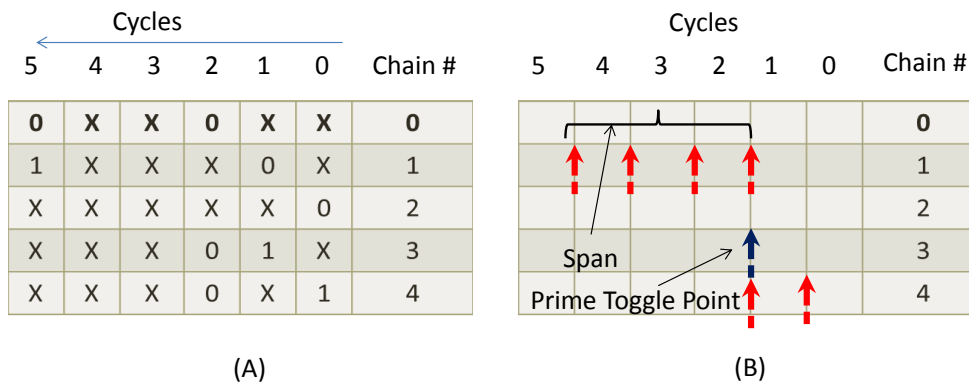 Cycles
5 4 3 2 1 0 Chain #
0 X X 0 X X 0
1 X X X 0 X 1
X X X X X 0 2
X X X 0 1 X 3
X X X 0 X 1 4
(A)
Cycles
5 4 3 2 1 0 Chain #
0
1
2
Span 3
Prime Toggle Point 4
(B)